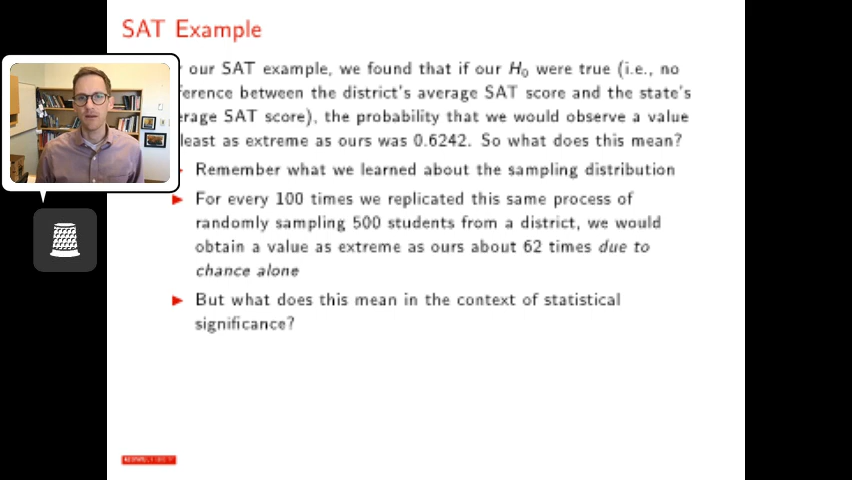 SAT Example
our SAT example, we found that if our H₀ were true (i.e., no
ference between the district's average SAT score and the state's
erage SAT score), the probability that we would observe a value
least as extreme as ours was 0.6242. So what does this mean?
Remember what we learned about the sampling distribution
For every 100 times we replicated this same process of
randomly sampling 500 students from a district, we would
obtain a value as extreme as ours about 62 times due to
chance alone
But what does this mean in the context of statistical
significance?